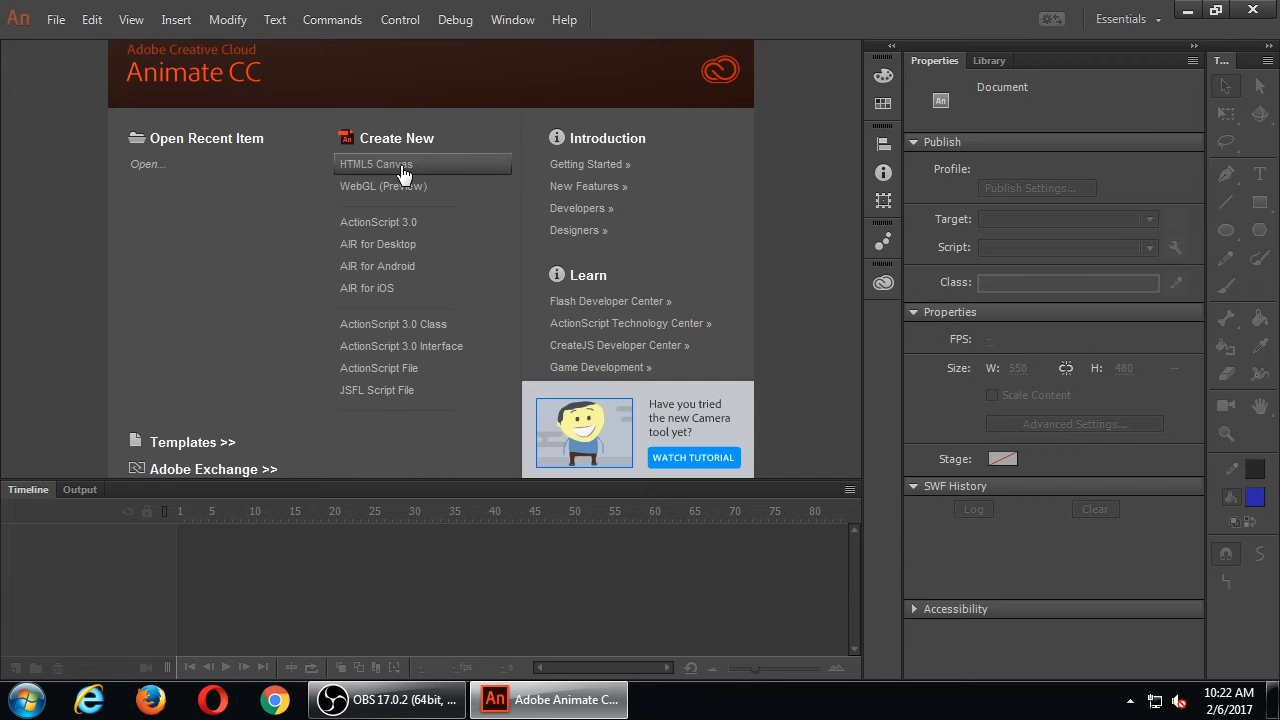 An File Edit View Insert Modify Text Commands Control Debug Window Help Essentials
Adobe Creative Cloud
Animate CC
Open Recent Item
Open...
Create New
HTML5 Canvas
WebGL (Preview)
ActionScript 3.0
AIR for Desktop
AIR for Android
AIR for iOS
ActionScript 3.0 Class
ActionScript 3.0 Interface
ActionScript File
JSFL Script File
Introduction
Getting Started »
New Features »
Developers »
Designers »
Learn
Flash Developer Center »
ActionScript Technology Center »
CreateJS Developer Center »
Game Development »
Templates >>
Adobe Exchange >>
Have you tried
the new Camera
tool yet?
WATCH TUTORIAL
Timeline Output
1 5 10 15 20 25 30 35 40 45 50 55 60 65 70 75 80
fps s
Properties Library
T...
An Document
Publish
Profile: Publish Settings...
Target:
Script:
Class:
Properties
FPS: -
Size: W: 550 H: 480 --
Scale Content
Advanced Settings...
Stage:
SWF History
Log Clear
Accessibility
OBS 17.0.2 (64bit, ...
An Adobe Animate C...
10:22 AM
2/6/2017